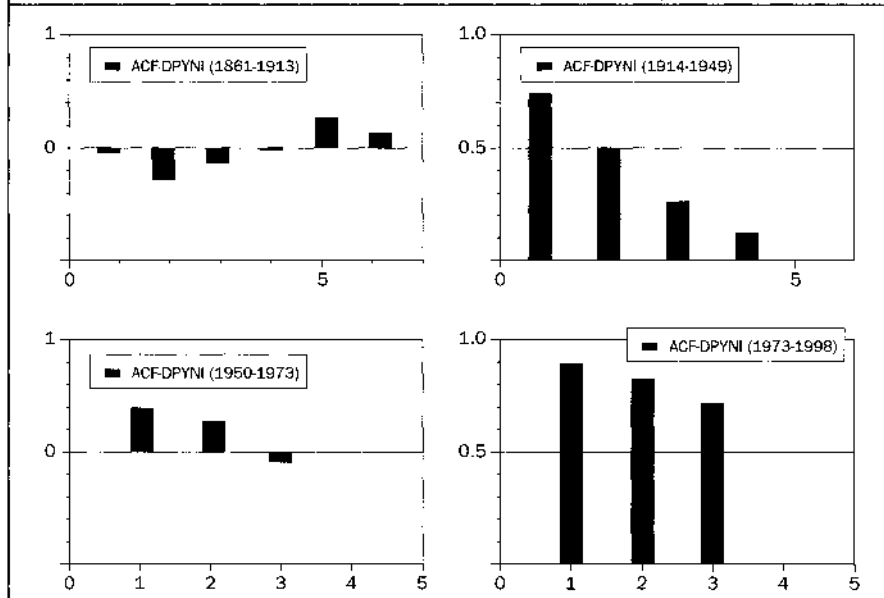 1
ACF-DPYNI (1861-1913)
0
0 5
1.0
ACF-DPYNI (1914-1949)
0.5
0 5
1
ACF-DPYNI (1950-1973)
0
0 1 2 3 4 5
1.0
ACF-DPYNI (1973-1998)
0.5
0 1 2 3 4 5